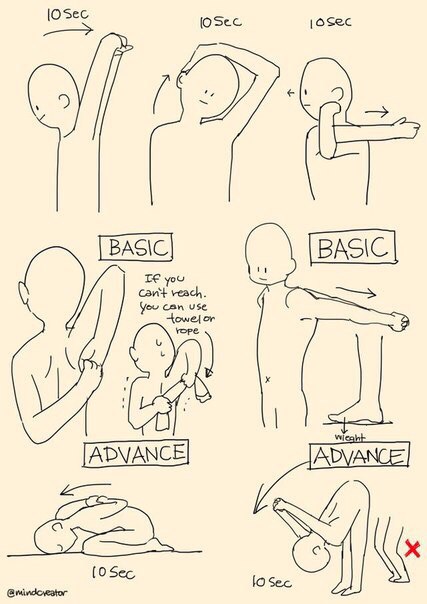 10 Sec
10 Sec
10 Sec
BASIC
BASIC
If you
can't reach.
You can use
towel or
rope
wieght
ADVANCE
ADVANCE
10 Sec
10 Sec
@mindcreator